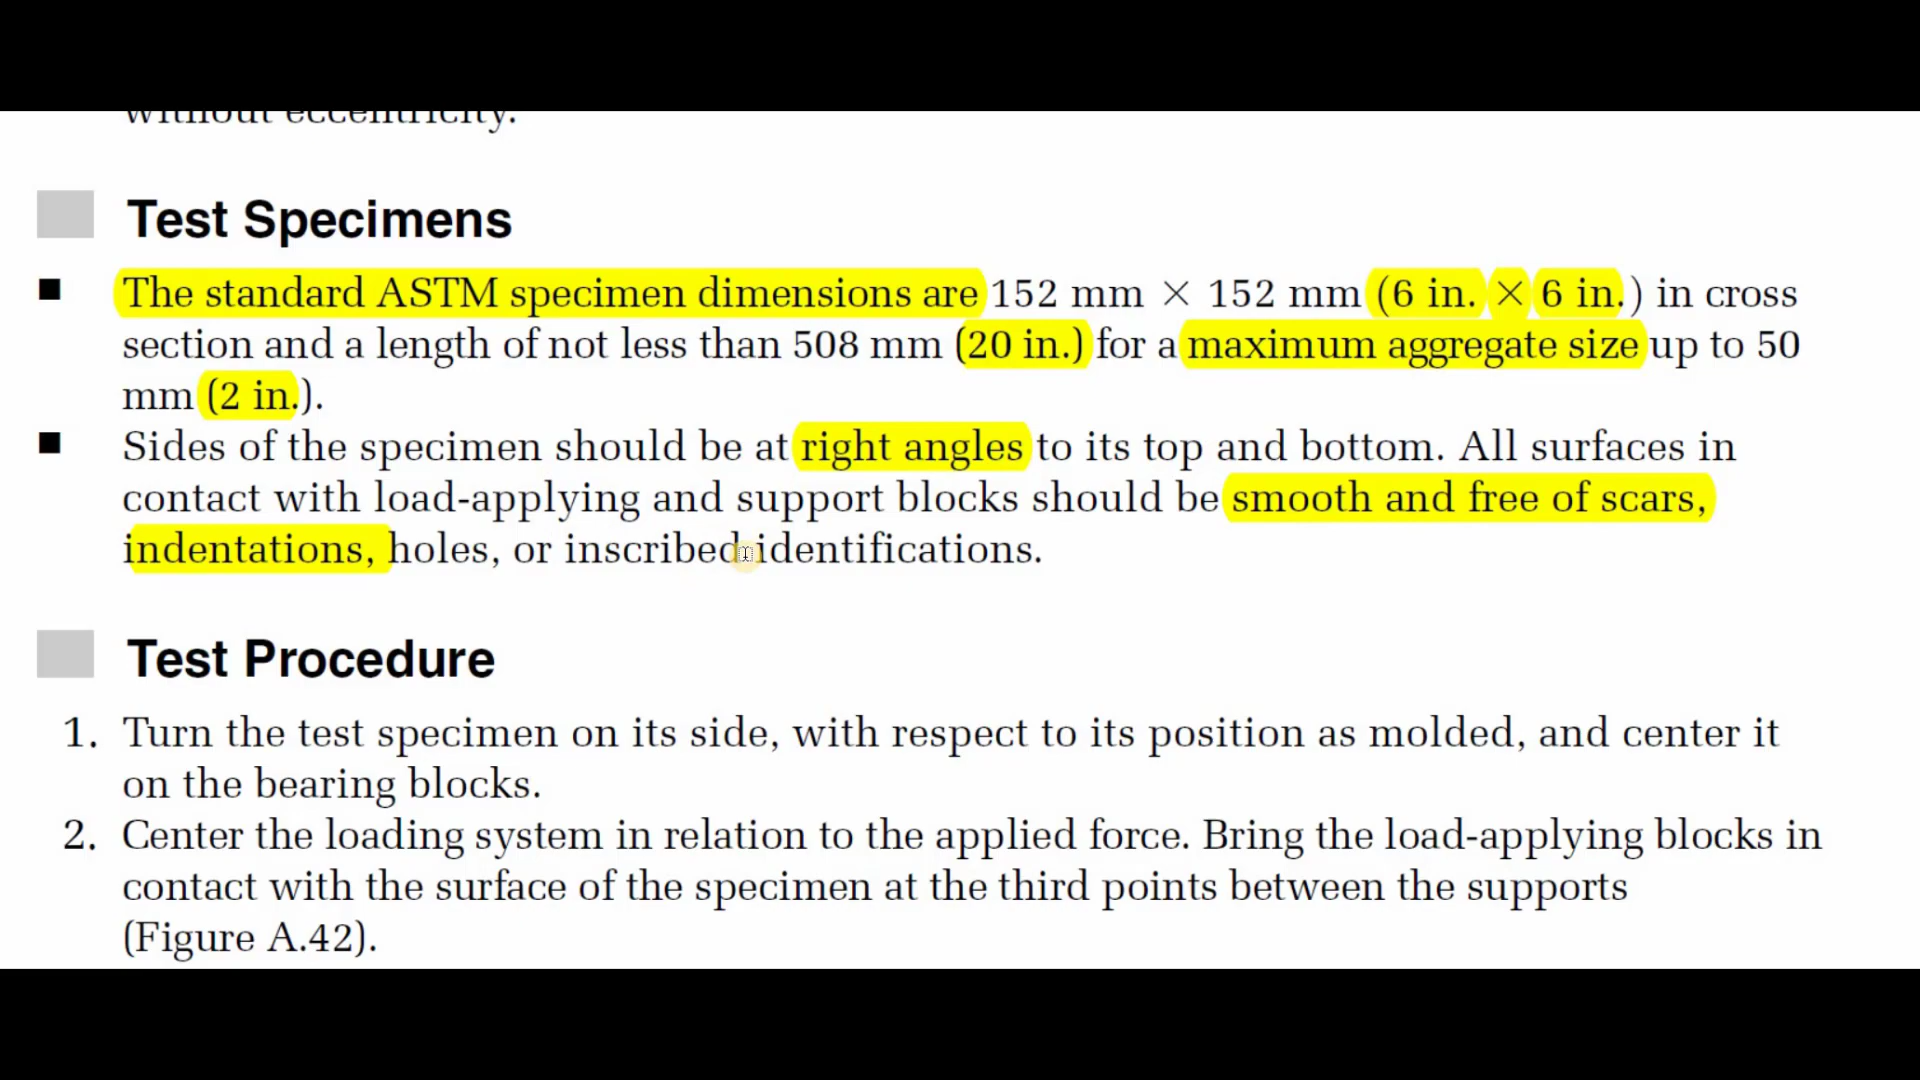 without eccentricity.
Test Specimens
■ The standard ASTM specimen dimensions are 152 mm × 152 mm (6 in. × 6 in.) in cross
section and a length of not less than 508 mm (20 in.) for a maximum aggregate size up to 50
mm (2 in.).
■ Sides of the specimen should be at right angles to its top and bottom. All surfaces in
contact with load-applying and support blocks should be smooth and free of scars,
indentations, holes, or inscribed identifications.
Test Procedure
1. Turn the test specimen on its side, with respect to its position as molded, and center it
on the bearing blocks.
2. Center the loading system in relation to the applied force. Bring the load-applying blocks in
contact with the surface of the specimen at the third points between the supports
(Figure A.42).